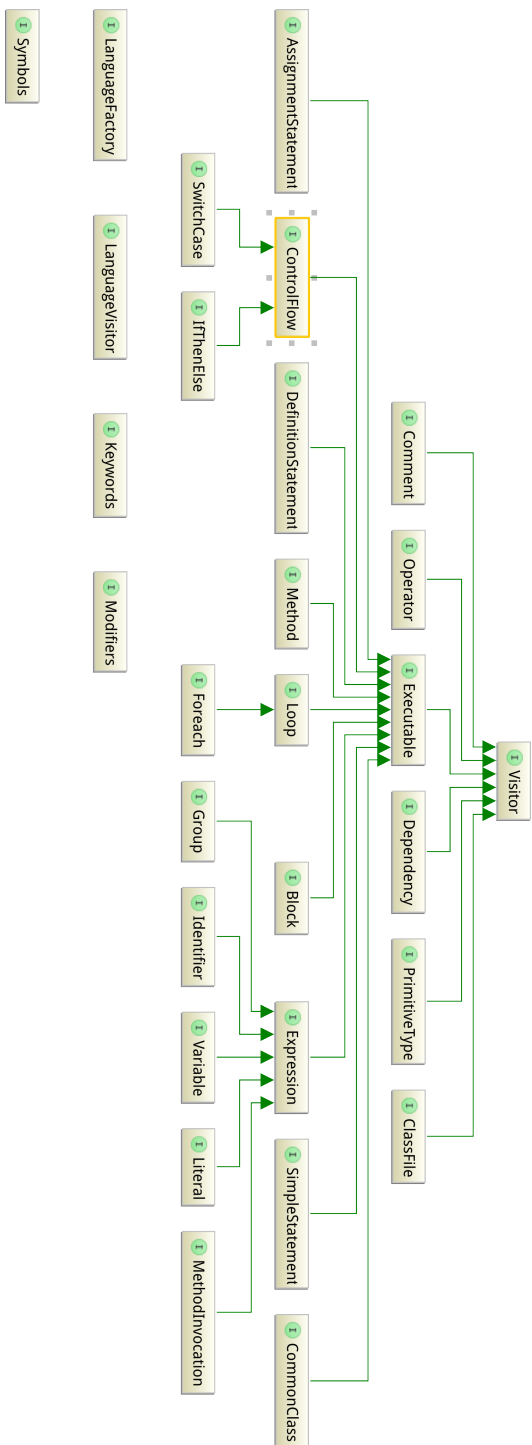 Visitor
Comment
Operator
Executable
Dependency
PrimitiveType
ClassFile
AssignmentStatement
ControlFlow
DefinitionStatement
Method
Loop
Block
Expression
SimpleStatement
CommonClass
SwitchCase
IfThenElse
Foreach
Group
Identifier
Variable
Literal
MethodInvocation
LanguageFactory
LanguageVisitor
Keywords
Modifiers
Symbols